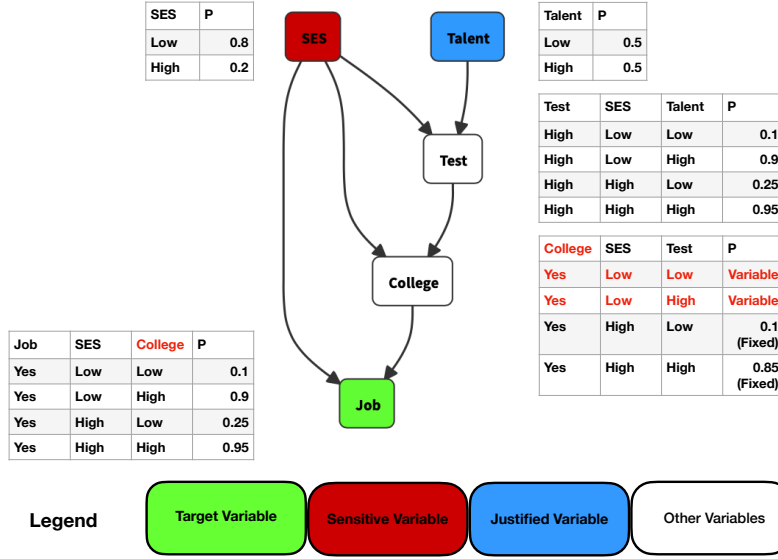 SES P
Low 0.8
High 0.2
SES
Talent
Talent P
Low 0.5
High 0.5
Test SES Talent P
High Low Low 0.1
High Low High 0.9
High High Low 0.25
High High High 0.95
Test
College SES Test P
Yes Low Low Variable
Yes Low High Variable
Yes High Low 0.1
(Fixed)
Yes High High 0.85
(Fixed)
College
Job SES College P
Yes Low Low 0.1
Yes Low High 0.9
Yes High Low 0.25
Yes High High 0.95
Job
Legend
Target Variable
Sensitive Variable
Justified Variable
Other Variables